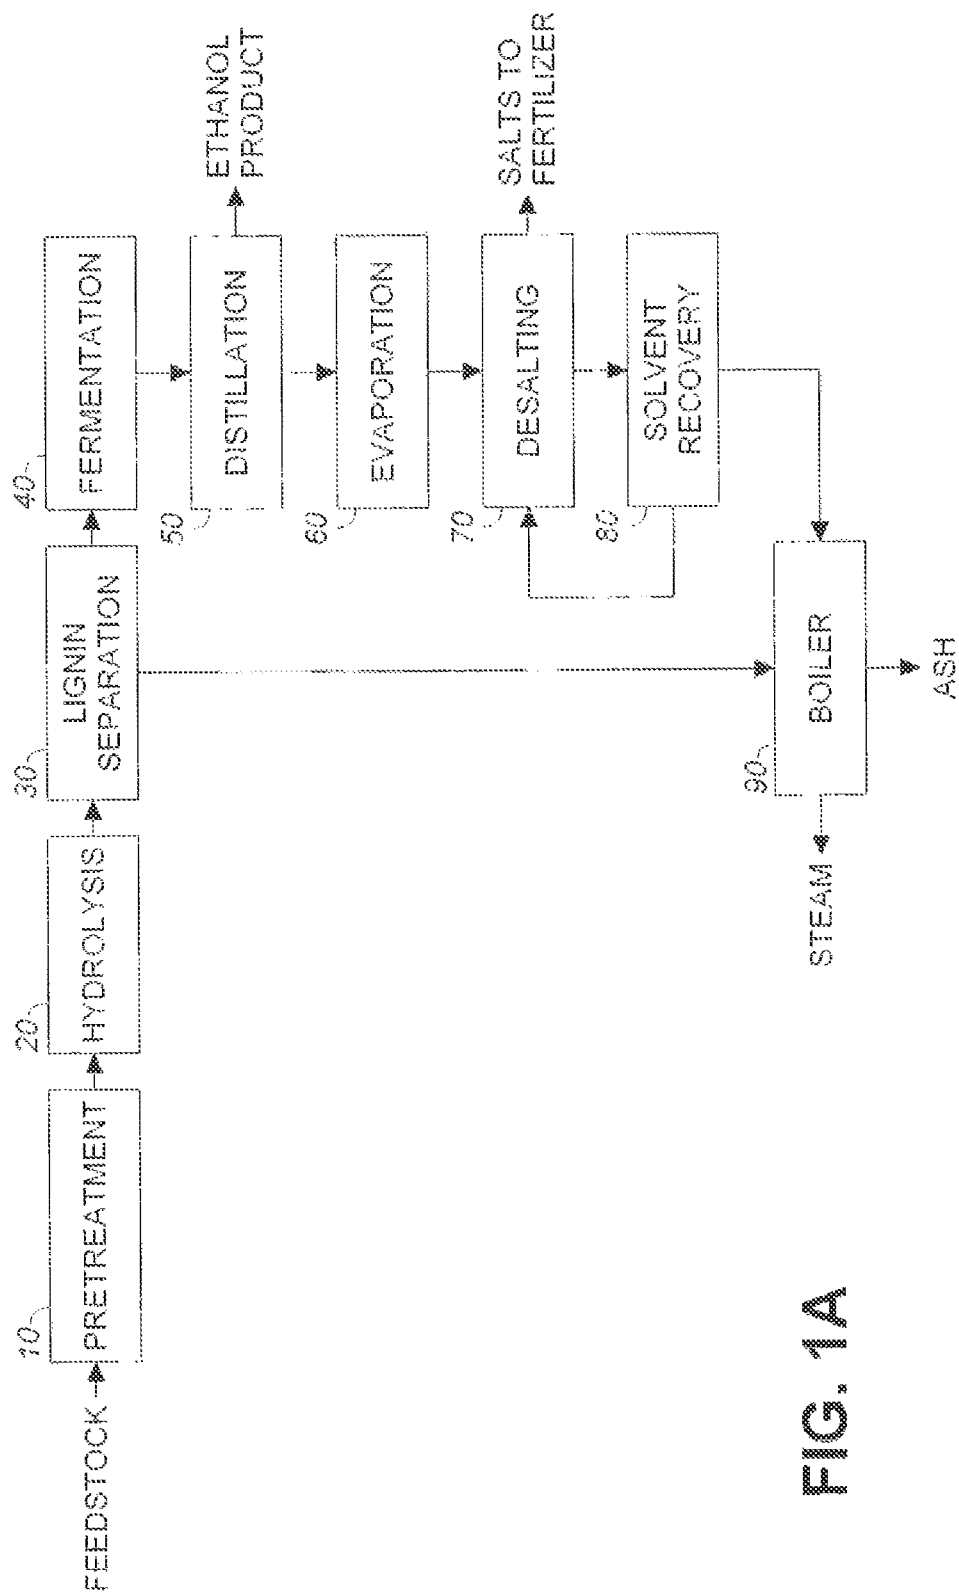 FEEDSTOCK
10
PRETREATMENT
20
HYDROLYSIS
30
LIGNIN
SEPARATION
40
FERMENTATION
50
DISTILLATION
ETHANOL
PRODUCT
60
EVAPORATION
70
DESALTING
SALTS TO
FERTILIZER
80
SOLVENT
RECOVERY
90
BOILER
STEAM
ASH
FIG. 1A